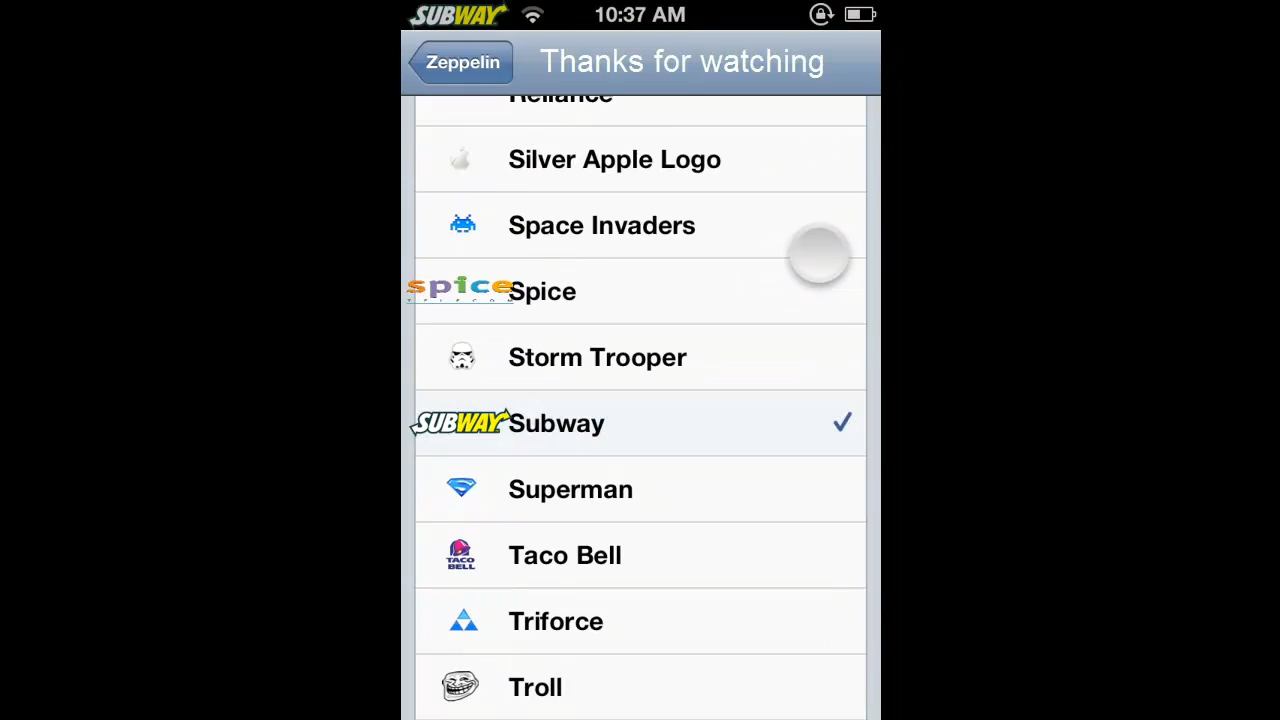 SUBWAY 10:37 AM
Zeppelin Thanks for watching
Reliance
Silver Apple Logo
Space Invaders
spice Spice
Storm Trooper
SUBWAY Subway
Superman
TACO BELL Taco Bell
Triforce
Troll